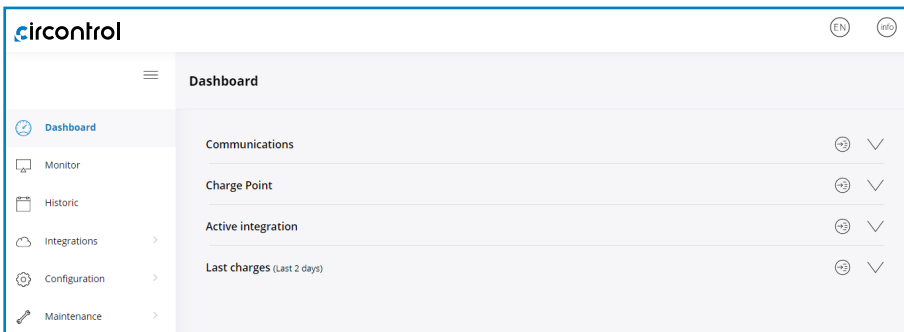 circontrol
EN
info
Dashboard
Dashboard
Communications
Monitor
Charge Point
Historic
Active integration
Integrations
Last charges (Last 2 days)
Configuration
Maintenance